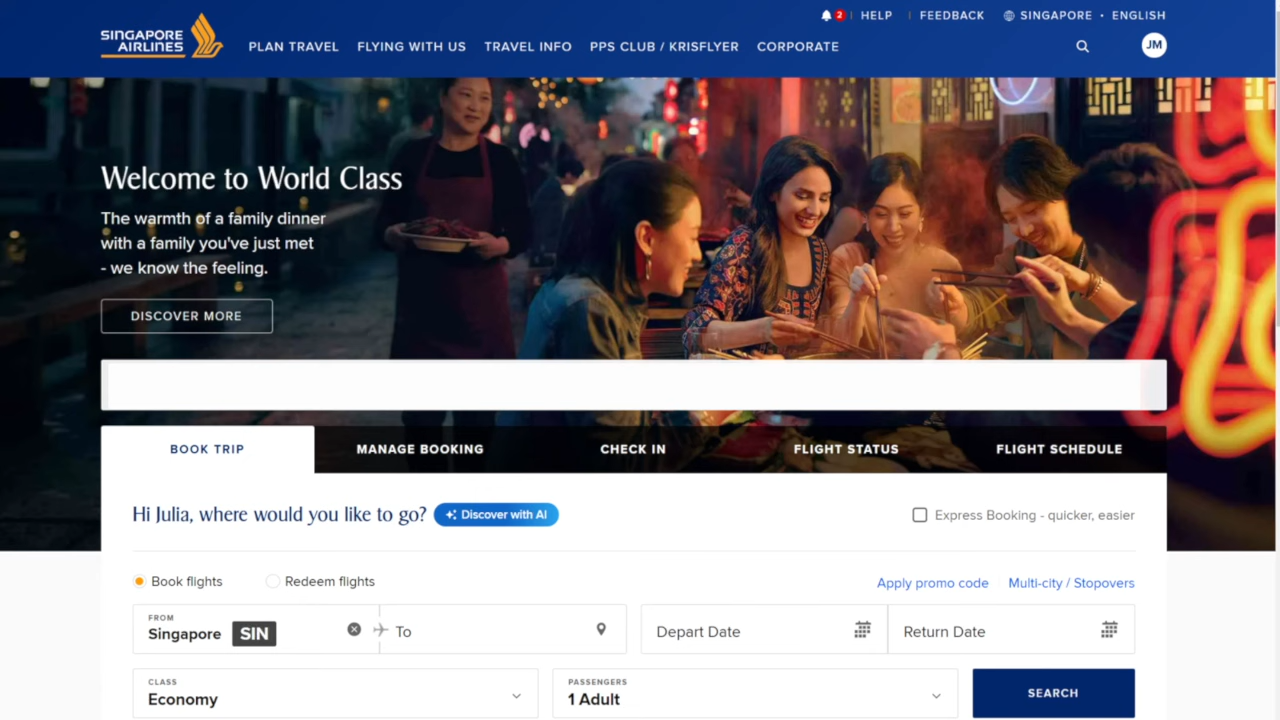 2 HELP FEEDBACK SINGAPORE • ENGLISH
SINGAPORE AIRLINES
PLAN TRAVEL FLYING WITH US TRAVEL INFO PPS CLUB / KRISFLYER CORPORATE JM
Welcome to World Class
The warmth of a family dinner
with a family you've just met
- we know the feeling.
DISCOVER MORE
BOOK TRIP MANAGE BOOKING CHECK IN FLIGHT STATUS FLIGHT SCHEDULE
Hi Julia, where would you like to go? Discover with AI Express Booking - quicker, easier
Book flights Redeem flights Apply promo code Multi-city / Stopovers
FROM
Singapore SIN To Depart Date Return Date
CLASS PASSENGERS
Economy 1 Adult SEARCH